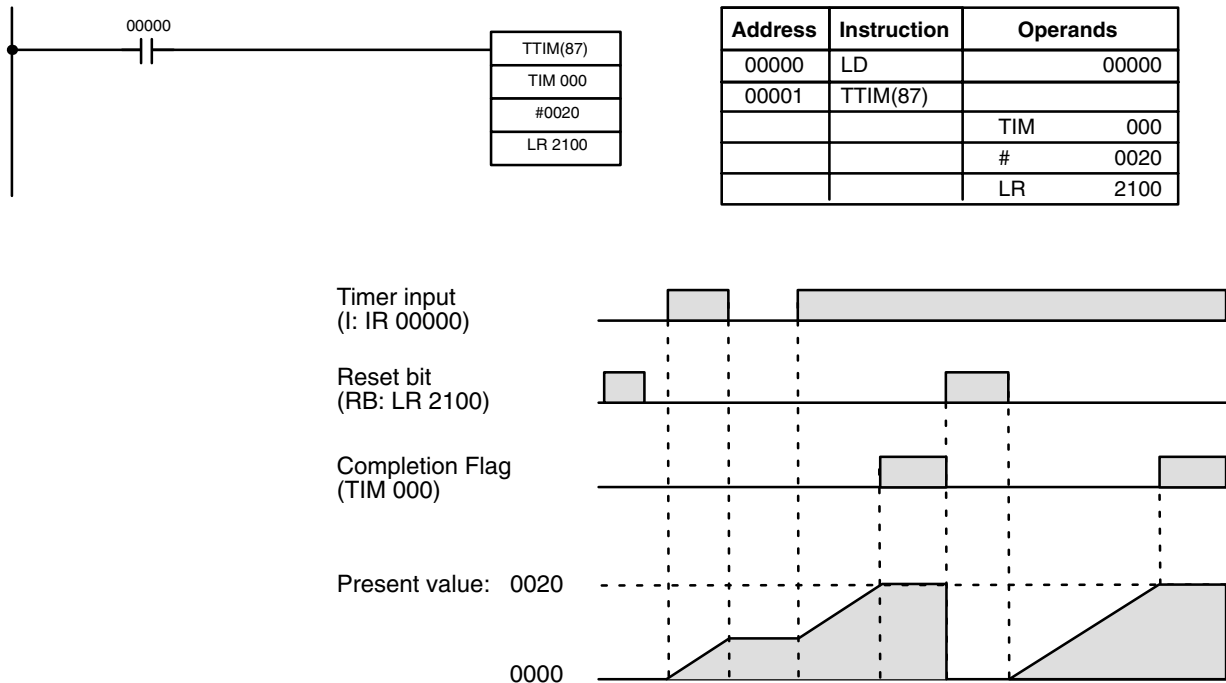 00000
TTIM(87)
TIM 000
#0020
LR 2100
Address Instruction Operands
00000 LD 00000
00001 TTIM(87)
TIM 000
# 0020
LR 2100
Timer input
(I: IR 00000)
Reset bit
(RB: LR 2100)
Completion Flag
(TIM 000)
Present value: 0020
0000